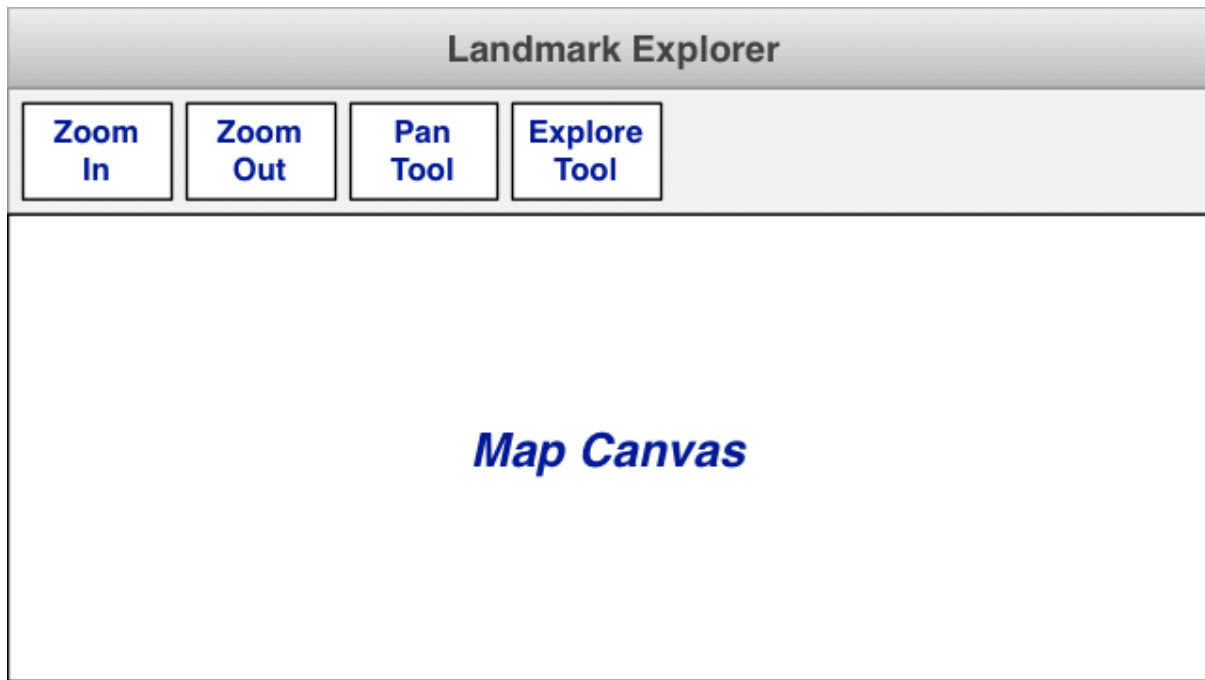 Landmark Explorer
Zoom
In
Zoom
Out
Pan
Tool
Explore
Tool
Map Canvas